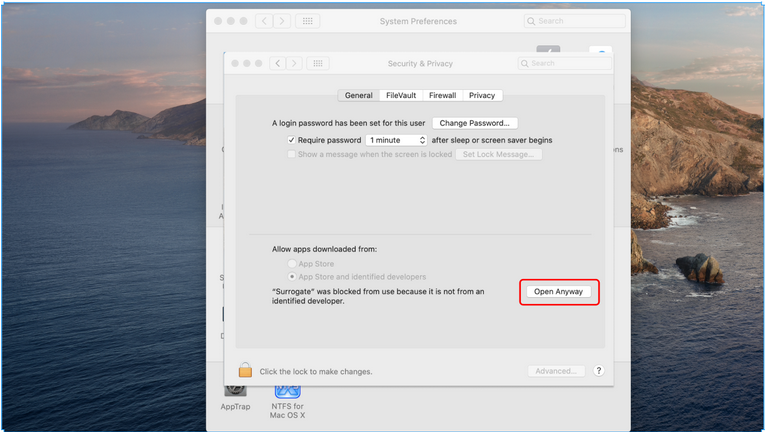 System Preferences
Search
Security & Privacy
Search
General FileVault Firewall Privacy
A login password has been set for this user Change Password...
Require password 1 minute after sleep or screen saver begins
Show a message when the screen is locked Set Lock Message...
Allow apps downloaded from:
App Store
App Store and identified developers
“Surrogate” was blocked from use because it is not from an
identified developer.
Open Anyway
Click the lock to make changes.
Advanced...
?
AppTrap
NTFS for
Mac OS X